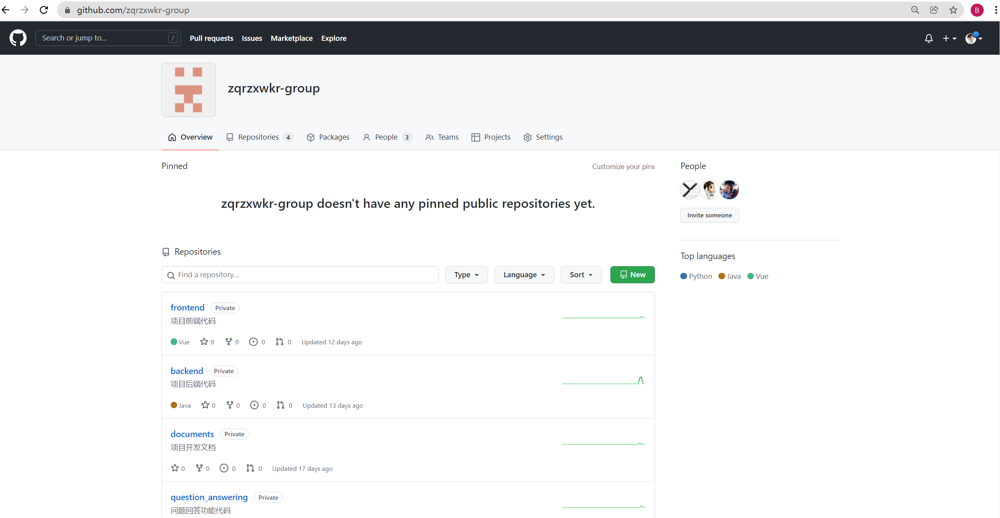 github.com/zqrzxwkr-group
B
Search or jump to... /
Pull requests Issues Marketplace Explore
zqrzxwkr-group
Overview Repositories 4 Packages People 3 Teams Projects Settings
Pinned
Customize your pins
zqrzxwkr-group doesn't have any pinned public repositories yet.
Repositories
Find a repository...
Type Language Sort New
frontend Private
项目前端代码
Vue 0 0 0 0 Updated 12 days ago
backend Private
项目后端代码
Java 0 0 0 0 Updated 13 days ago
documents Private
项目开发文档
0 0 0 0 Updated 17 days ago
question_answering Private
问题回答功能代码
People
Invite someone
Top languages
Python Java Vue